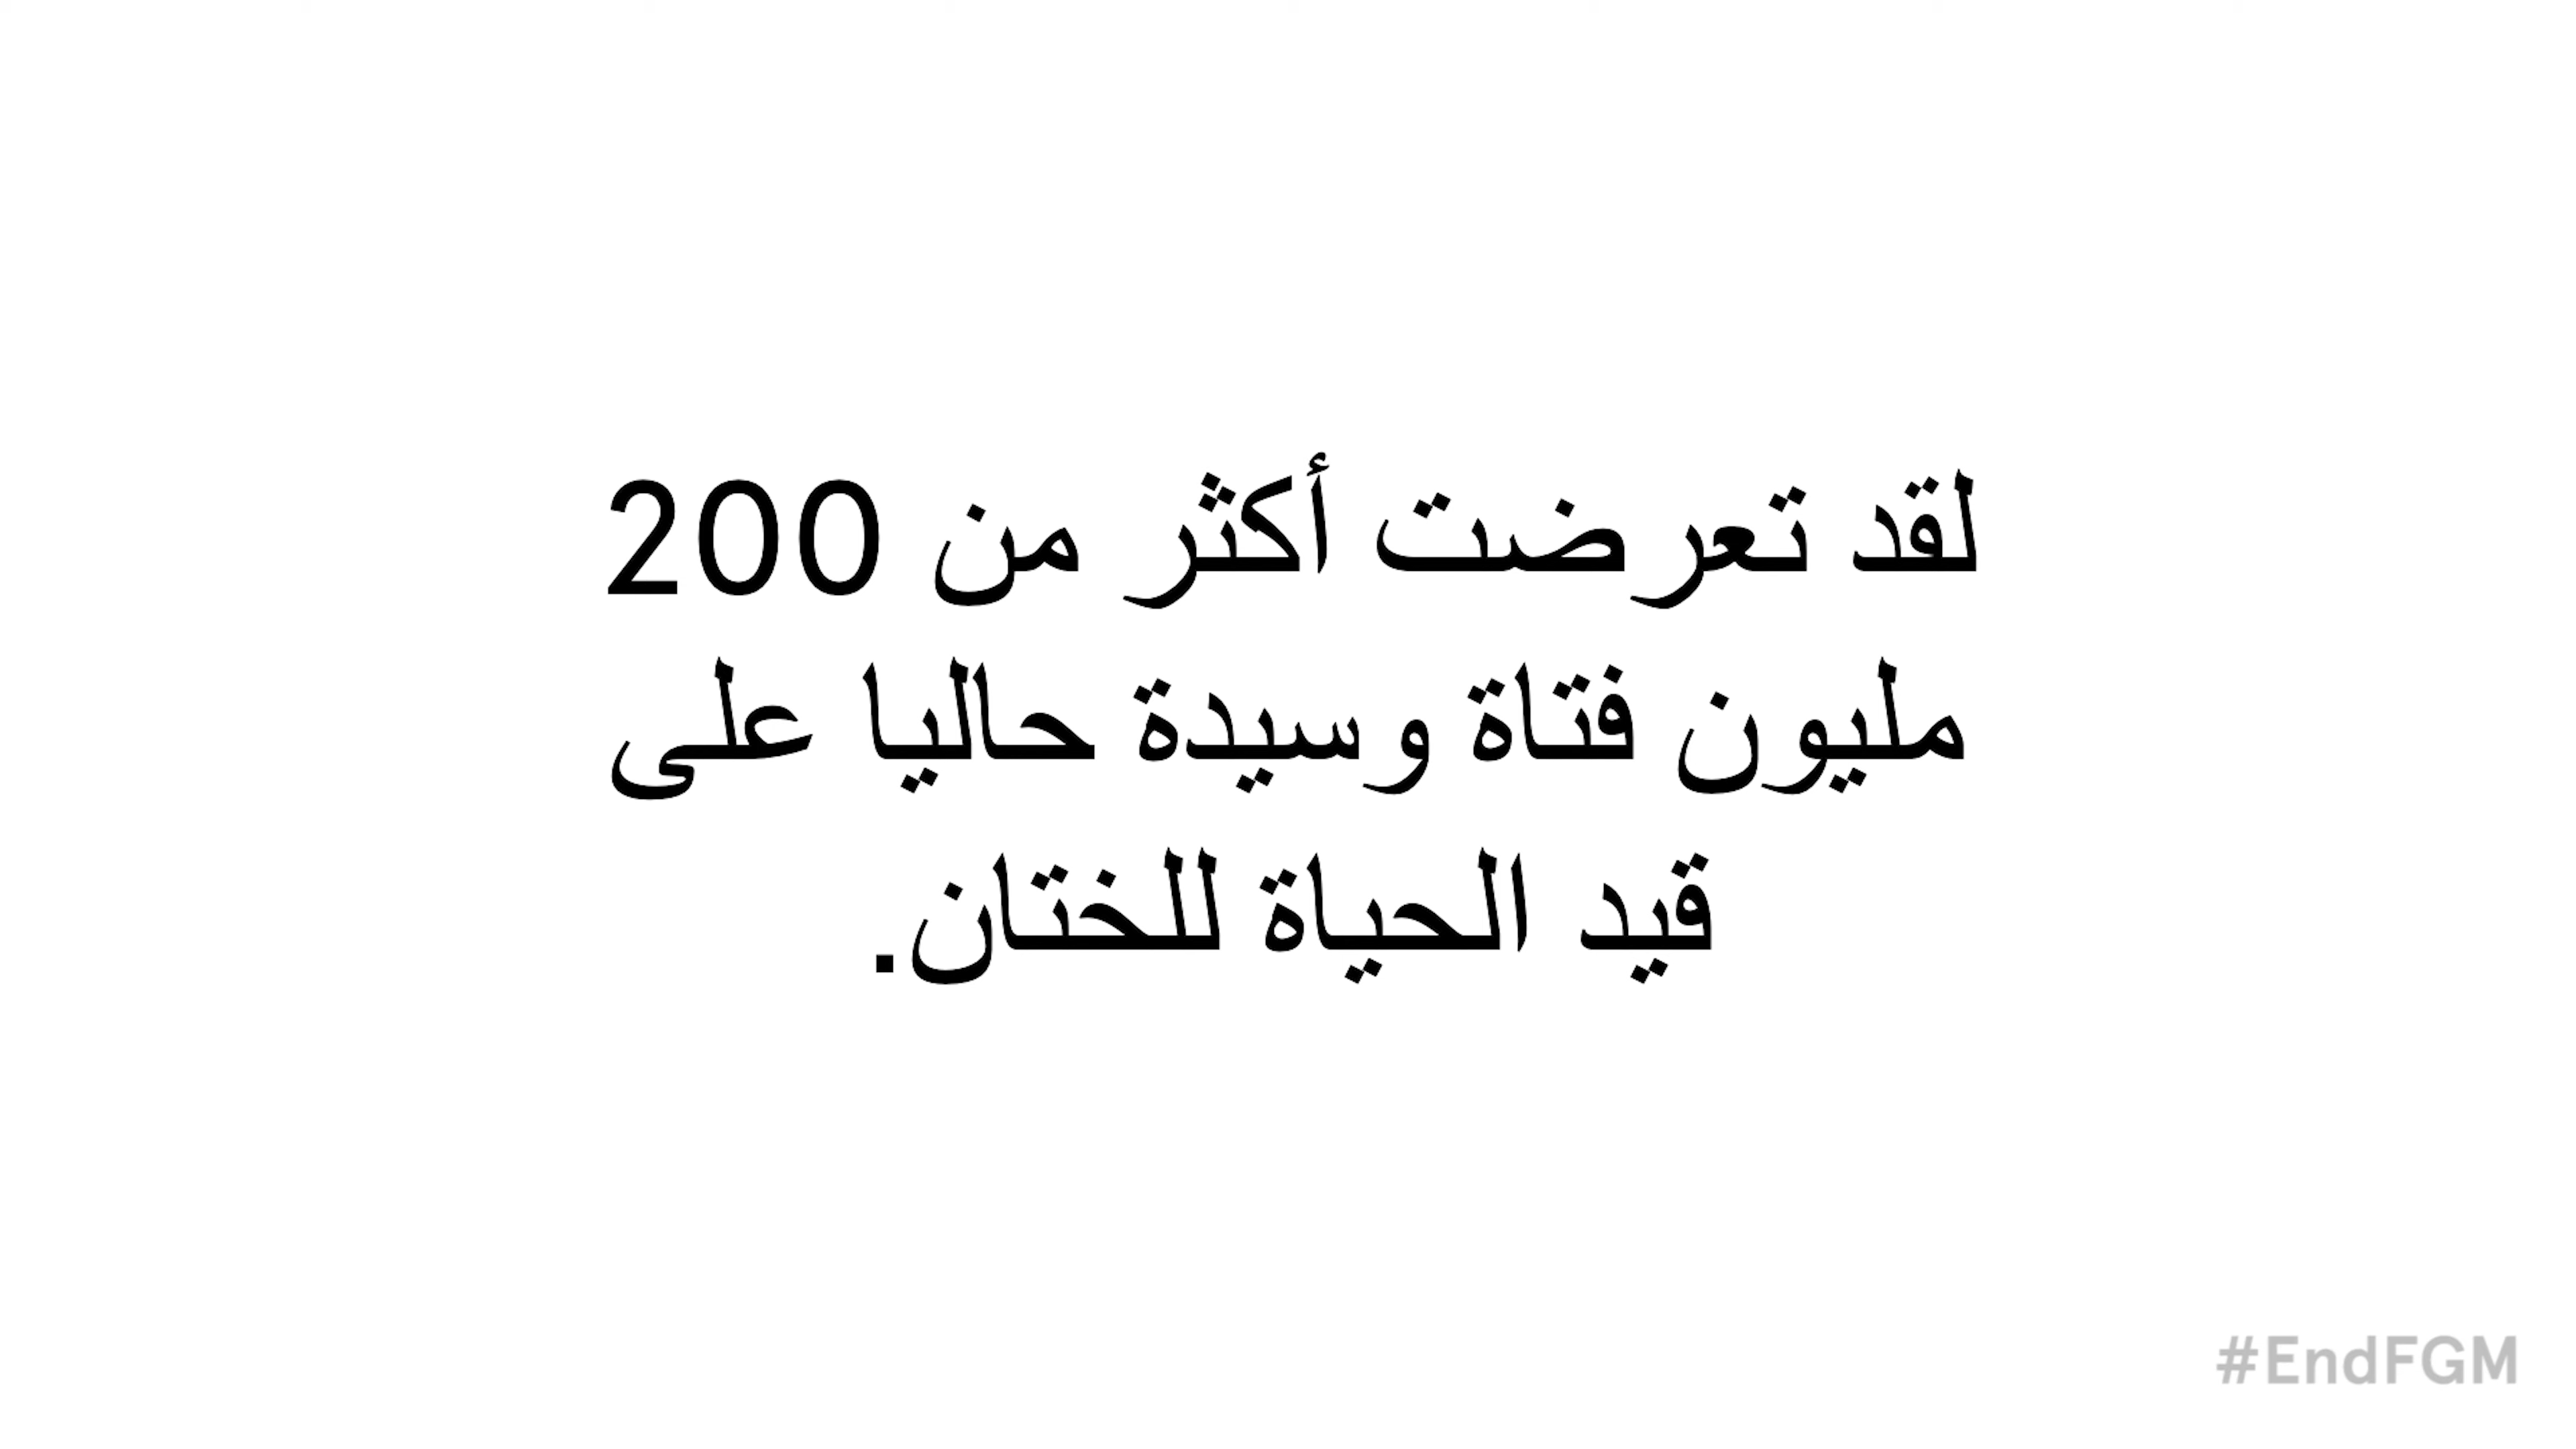 لقد تعرضت أكثر من 200
مليون فتاة وسيدة حاليا على
قيد الحياة للختان.
#EndFGM